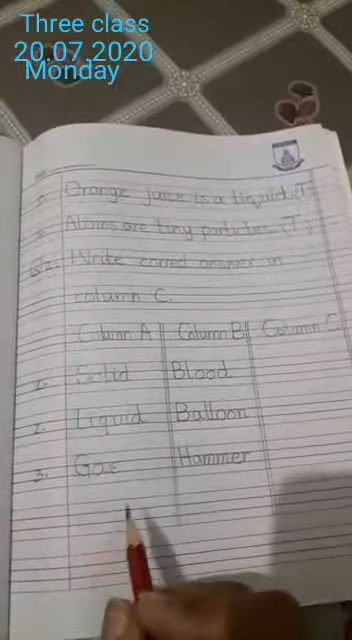 Three class
20.07.2020
Monday
Orange juice is a liquid. (T)
Atoms are tiny particles. (T)
Q2: Write correct answer in
column C.
Column A Column B Column C
1. Solid Blood
2. Liquid Balloon
3. Gas Hammer